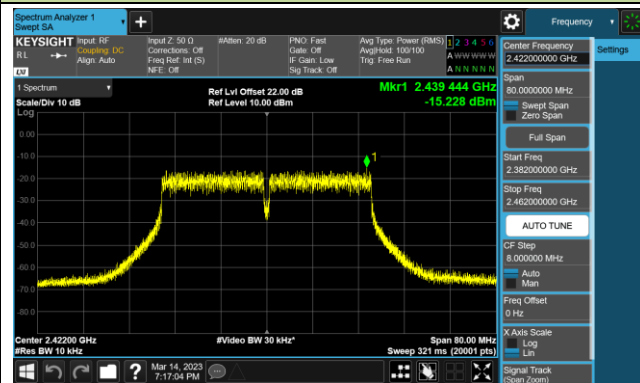 Spectrum Analyzer 1
Swept SA
Frequency
KEYSIGHT
RL
LXI
Input: RF
Coupling: DC
Align: Auto
Input Z: 50 Ω
Corrections: Off
Freq Ref: Int (S)
NFE: Off
#Atten: 20 dB
PNO: Fast
Gate: Off
IF Gain: Low
Sig Track: Off
Avg Type: Power (RMS)
Avg|Hold: 100/100
Trig: Free Run
1 2 3 4 5 6
A W W W W W
A N N N N N
1 Spectrum
Scale/Div 10 dB
Log
Ref Lvl Offset 22.00 dB
Ref Level 10.00 dBm
Mkr1 2.439 444 GHz
-15.228 dBm
0.00
-10.0
-20.0
-30.0
-40.0
-50.0
-60.0
-70.0
-80.0
1
Center 2.42200 GHz
#Res BW 10 kHz
#Video BW 30 kHz*
Span 80.00 MHz
Sweep 321 ms (20001 pts)
Mar 14, 2023
7:17:04 PM
Center Frequency
2.422000000 GHz
Settings
Span
80.0000000 MHz
Swept Span
Zero Span
Full Span
Start Freq
2.382000000 GHz
Stop Freq
2.462000000 GHz
AUTO TUNE
CF Step
8.000000 MHz
Auto
Man
Freq Offset
0 Hz
X Axis Scale
Log
Lin
Signal Track
(Span Zoom)